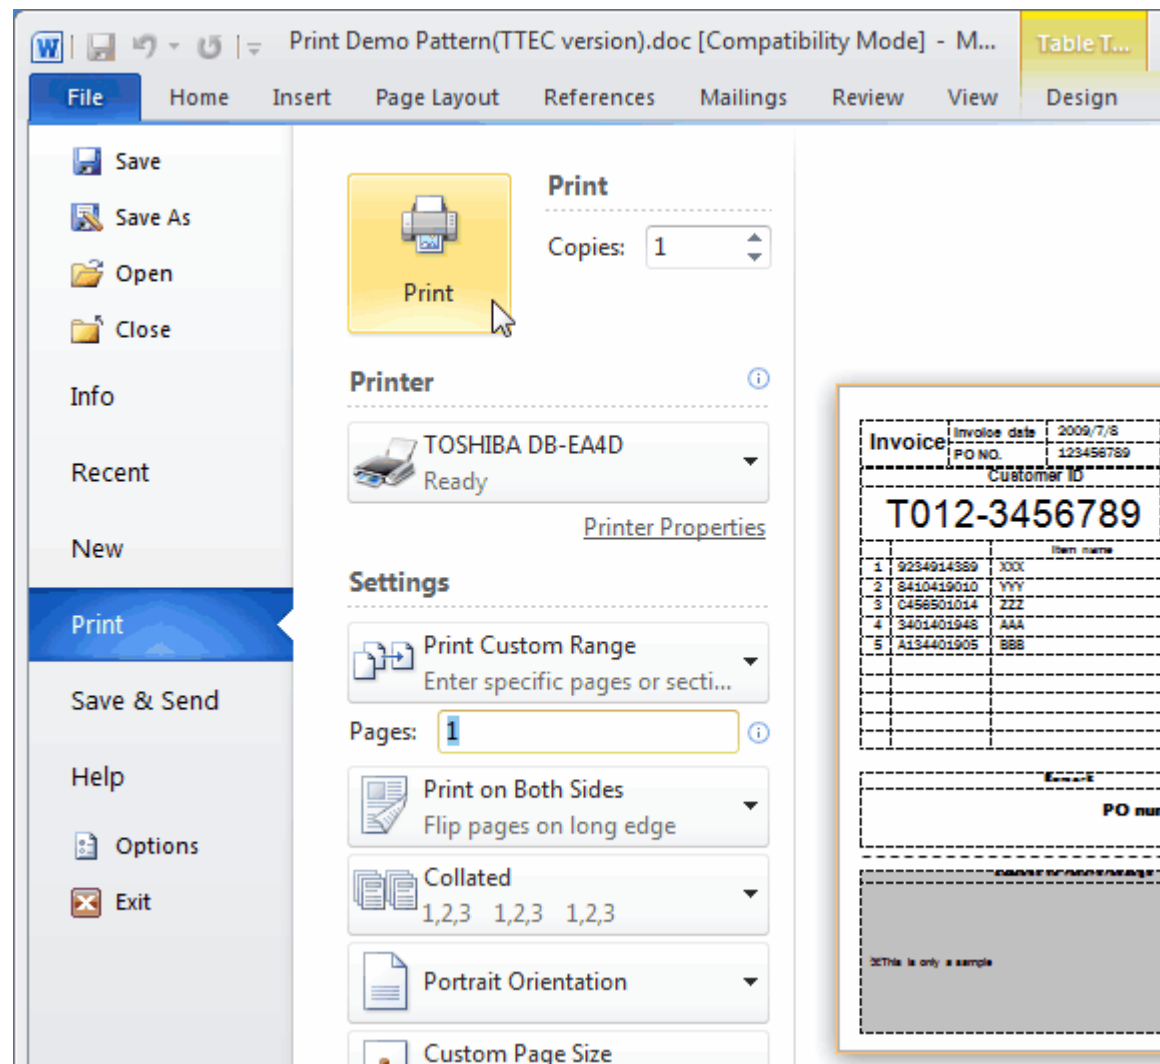 Print Demo Pattern(TTEC version).doc [Compatibility Mode] - M...
Table T...
File Home Insert Page Layout References Mailings Review View Design
Save
Save As
Open
Close
Info
Recent
New
Print
Save & Send
Help
Options
Exit
Print
Print
Copies: 1
Printer
TOSHIBA DB-EA4D
Ready
Printer Properties
Settings
Print Custom Range
Enter specific pages or secti...
Pages: 1
Print on Both Sides
Flip pages on long edge
Collated
1,2,3 1,2,3 1,2,3
Portrait Orientation
Custom Page Size
Invoice
Invoice date 2009/7/8
PO NO. 123456789
Customer ID
T012-3456789
Item name
1 9234914389 XXX
2 8410419010 YYY
3 C456501014 ZZZ
4 3401401948 AAA
5 A134401905 BBB
PO nu
※This is only a sample